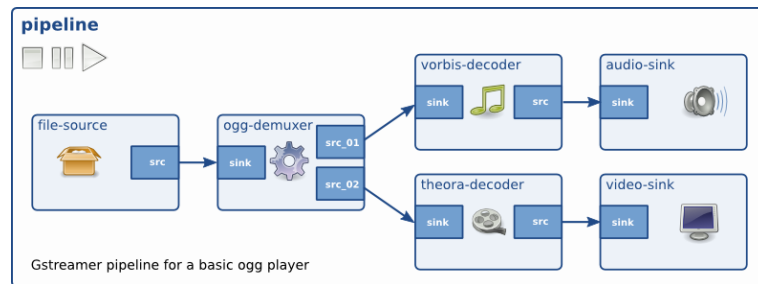 pipeline
file-source
src
ogg-demuxer
sink
src_01
src_02
vorbis-decoder
sink
src
audio-sink
sink
theora-decoder
sink
src
video-sink
sink
Gstreamer pipeline for a basic ogg player